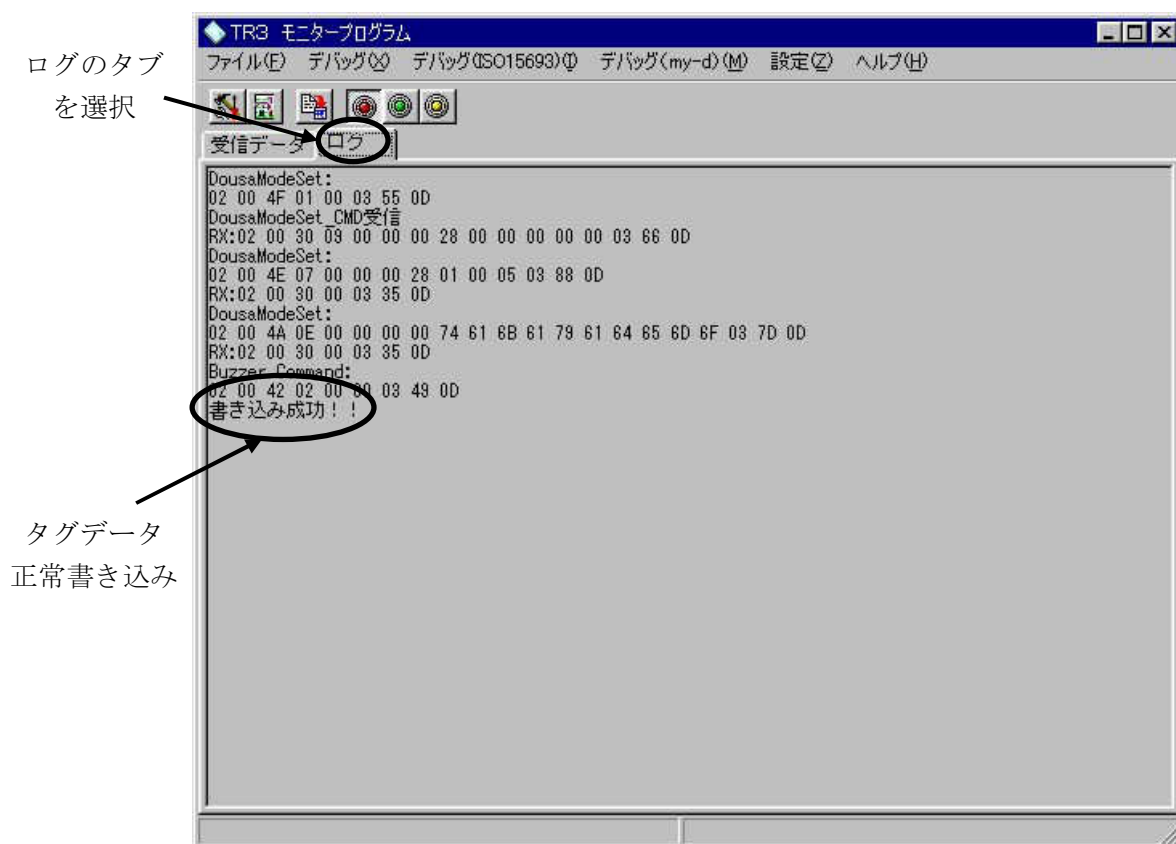 TR3 モニタープログラム
ファイル(F) デバッグ(X) デバッグ(ISO15693)(I) デバッグ(my-d)(M) 設定(Z) ヘルプ(H)
ログのタブ
を選択
受信データ ログ
DousaModeSet:
02 00 4F 01 00 03 55 0D
DousaModeSet_CMD受信
RX:02 00 30 09 00 00 00 28 00 00 00 00 00 03 66 0D
DousaModeSet:
02 00 4E 07 00 00 00 28 01 00 05 03 88 0D
RX:02 00 30 00 03 35 0D
DousaModeSet:
02 00 4A 0E 00 00 00 00 74 61 6B 61 79 61 64 65 6D 6F 03 7D 0D
RX:02 00 30 00 03 35 0D
Buzzer Command:
02 00 42 02 00 00 03 49 0D
書き込み成功！！
タグデータ
正常書き込み